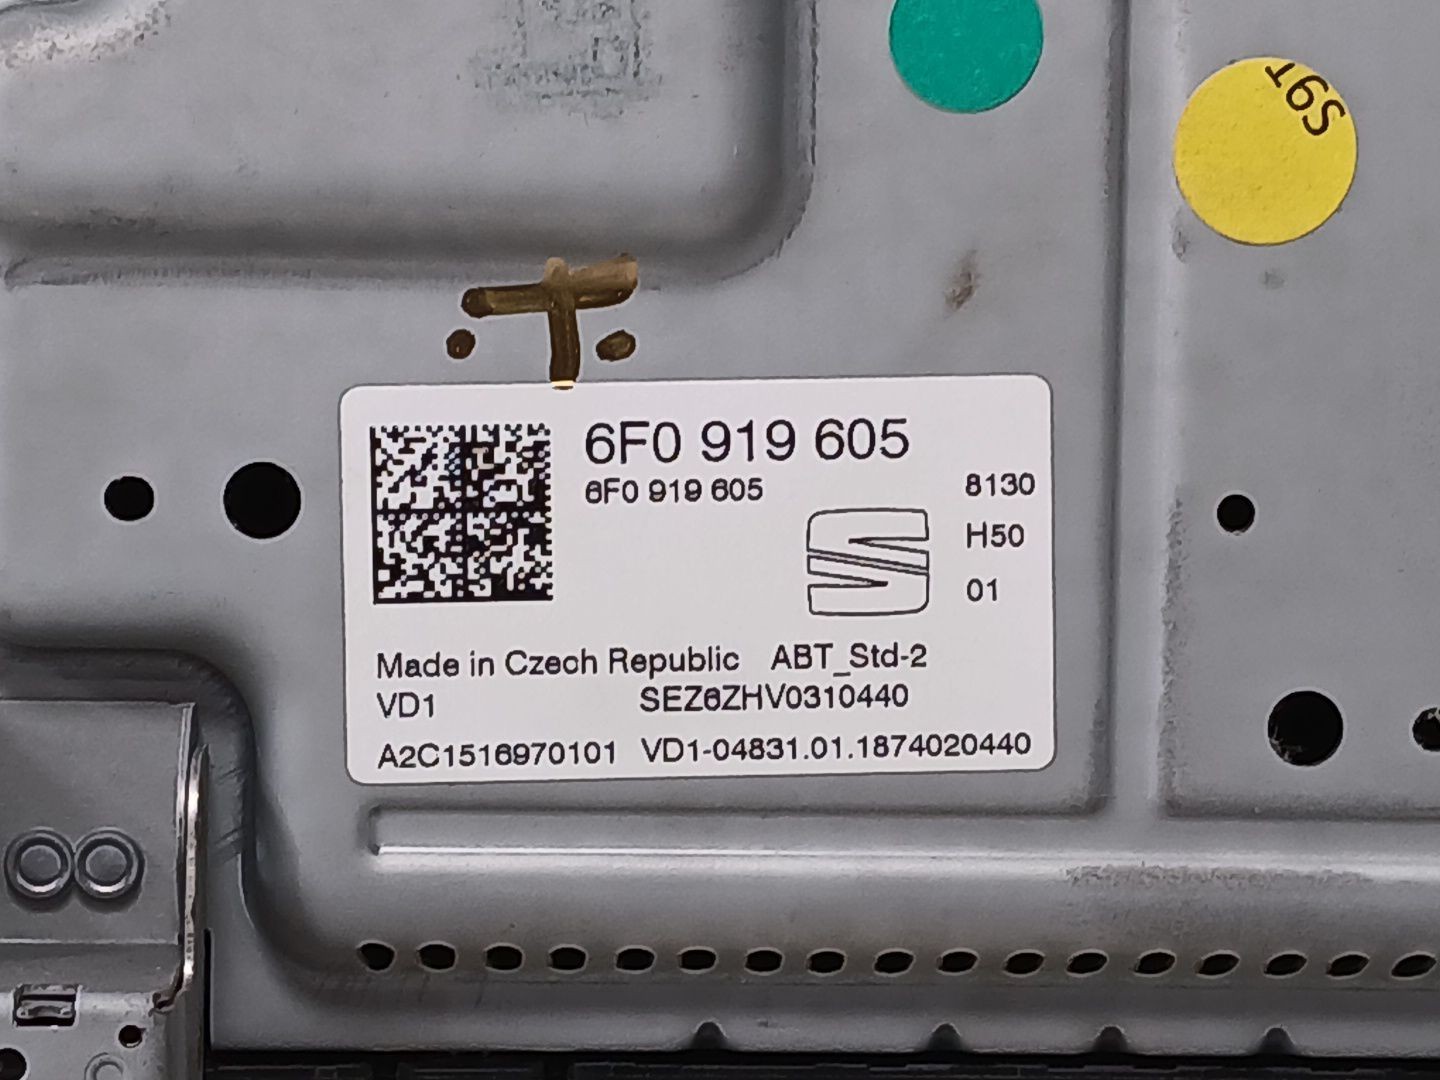 S9T
T
6F0 919 605
6F0 919 605
8130
H50
01
Made in Czech Republic ABT_Std-2
VD1 SEZ6ZHV0310440
A2C1516970101 VD1-04831.01.1874020440